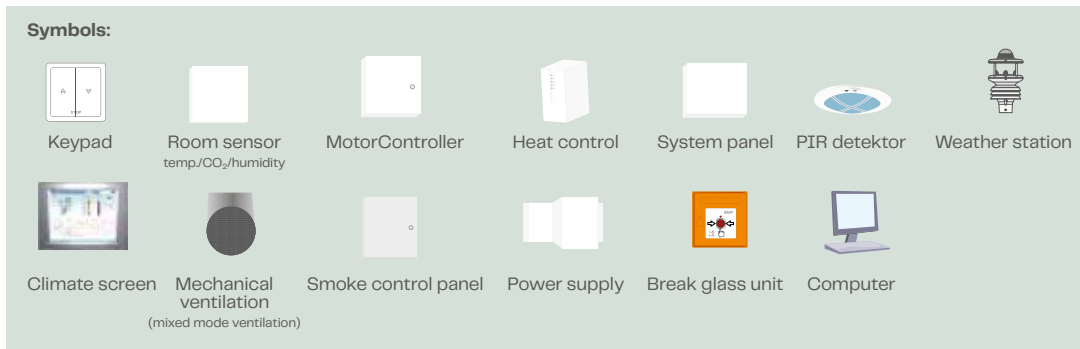 Symbols:
STOP
Keypad
Room sensor
temp./CO₂/humidity
MotorController
Heat control
System panel
PIR detektor
Weather station
Climate screen
Mechanical
ventilation
(mixed mode ventilation)
Smoke control panel
Power supply
Break glass unit
Computer